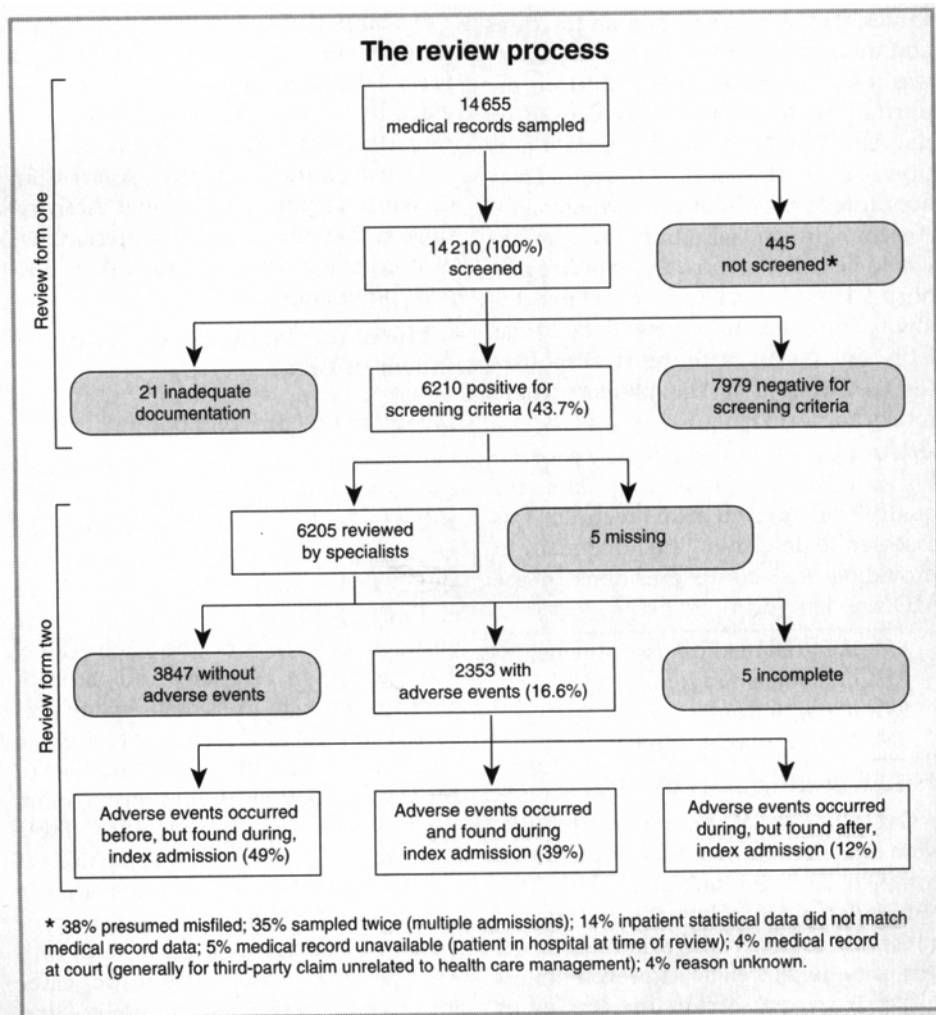 The review process
Review form one
14655
medical records sampled
14210 (100%)
screened
445
not screened*
21 inadequate
documentation
6210 positive for
screening criteria (43.7%)
7979 negative for
screening criteria
Review form two
6205 reviewed
by specialists
5 missing
3847 without
adverse events
2353 with
adverse events (16.6%)
5 incomplete
Adverse events occurred
before, but found during,
index admission (49%)
Adverse events occurred
and found during
index admission (39%)
Adverse events occurred
during, but found after,
index admission (12%)
* 38% presumed misfiled; 35% sampled twice (multiple admissions); 14% inpatient statistical data did not match
medical record data; 5% medical record unavailable (patient in hospital at time of review); 4% medical record
at court (generally for third-party claim unrelated to health care management); 4% reason unknown.